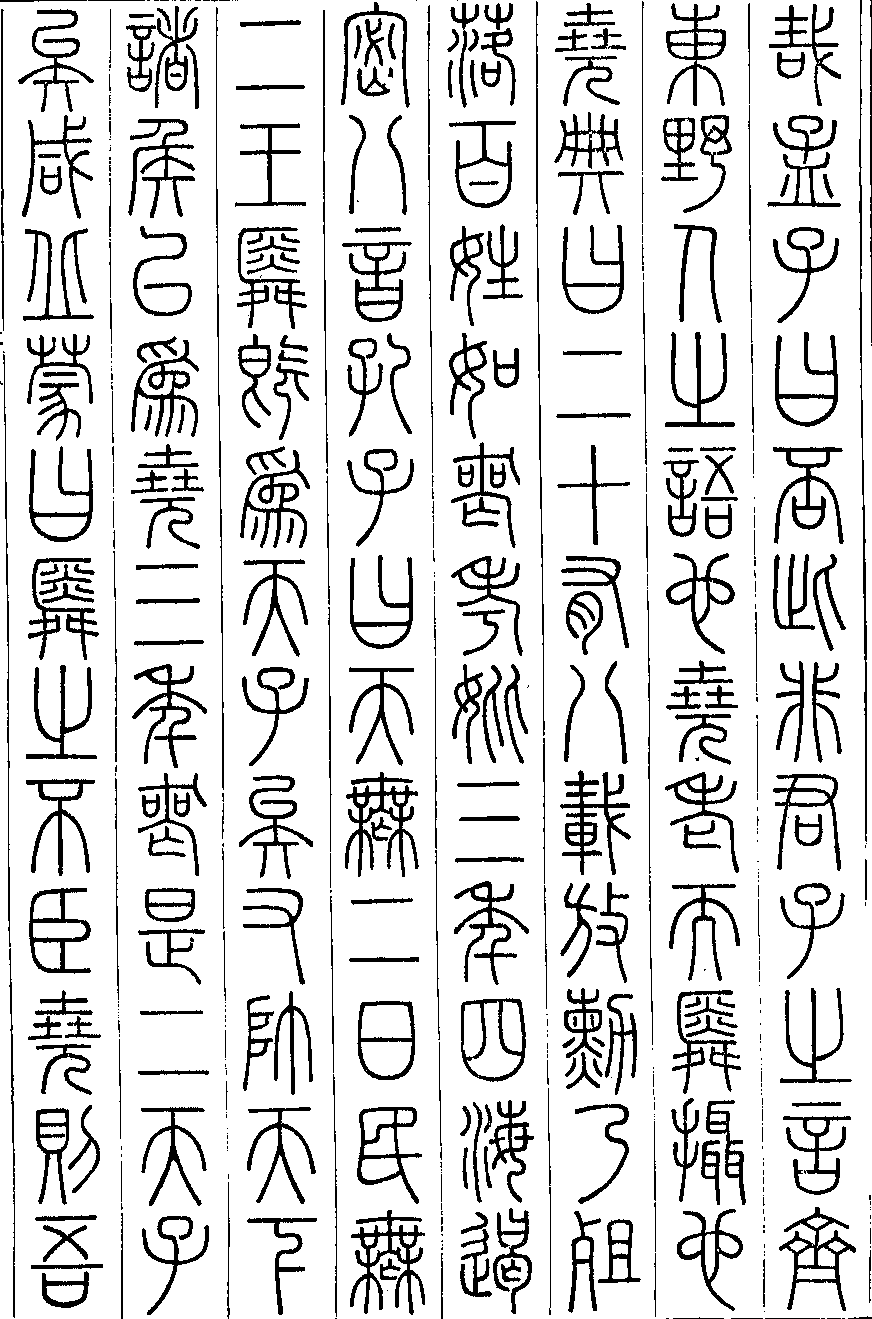 哉孟子曰否此非君子之言齊
東野人之語也堯老而舜攝也
堯典曰二十有八載放勳乃殂
落百姓如喪考妣三年四海遏
密八音孔子曰天無二日民無
二王舜既爲天子矣又帥天下
諸侯以爲堯三年喪是二天子
矣咸丘蒙曰舜之不臣堯則吾